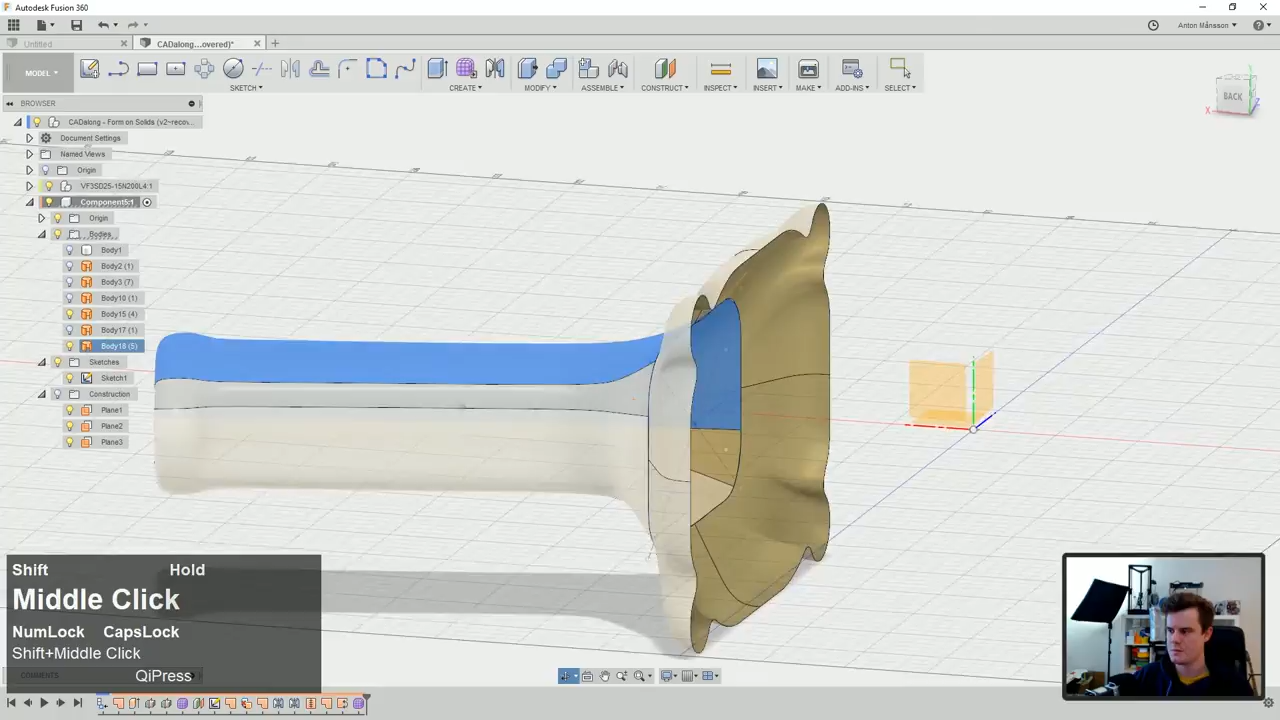 Autodesk Fusion 360
Untitled
CADalong...overed)*
Anton Månsson
MODEL
SKETCH
CREATE
MODIFY
ASSEMBLE
CONSTRUCT
INSPECT
INSERT
MAKE
ADD-INS
SELECT
BROWSER
CADalong - Form on Solids (v2~recov...
Document Settings
Named Views
Origin
VF3SD25-15N200L4:1
Component5:1
Origin
Bodies
Body1
Body2 (1)
Body3 (7)
Body10 (1)
Body15 (4)
Body17 (1)
Body18 (5)
Sketches
Sketch1
Construction
Plane1
Plane2
Plane3
BACK
X
Z
Shift Hold
Middle Click
NumLock CapsLock
Shift+Middle Click
QiPress
COMMENTS